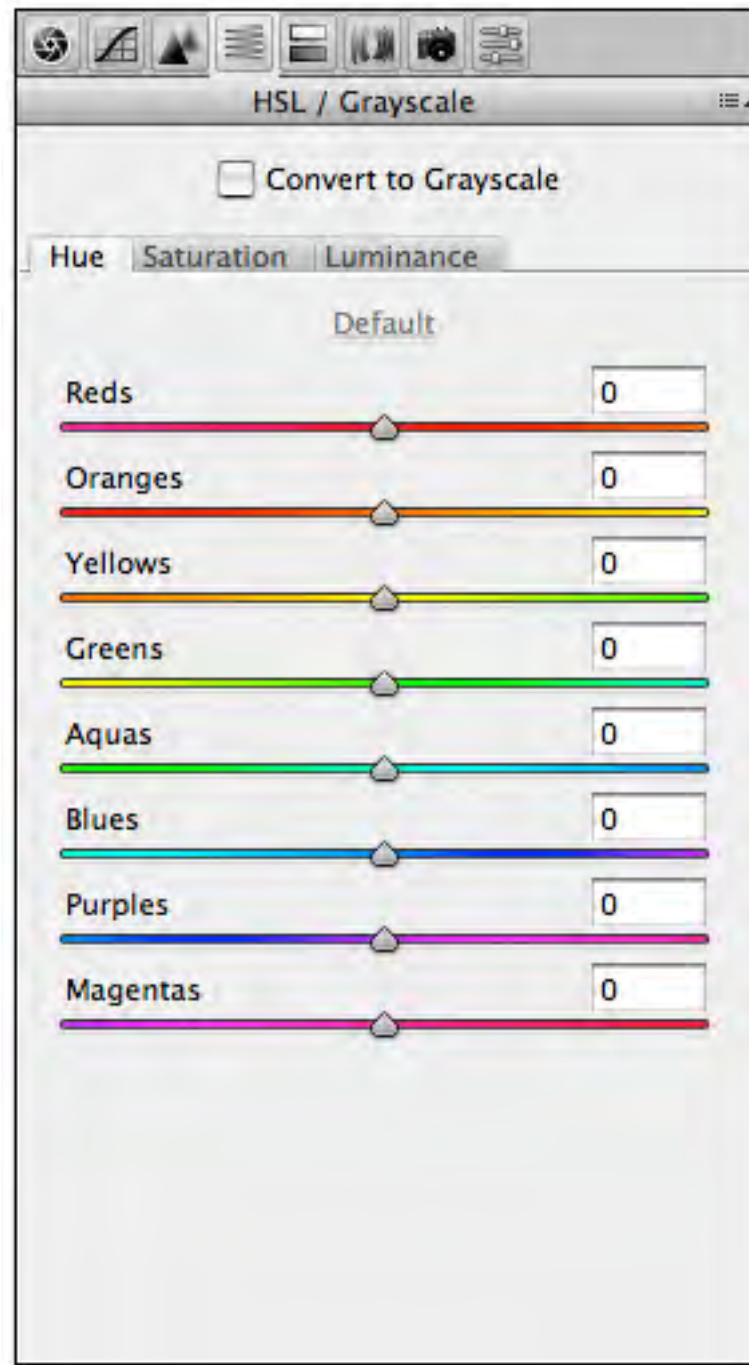 HSL / Grayscale
Convert to Grayscale
Hue Saturation Luminance
Default
Reds 0
Oranges 0
Yellows 0
Greens 0
Aquas 0
Blues 0
Purples 0
Magentas 0